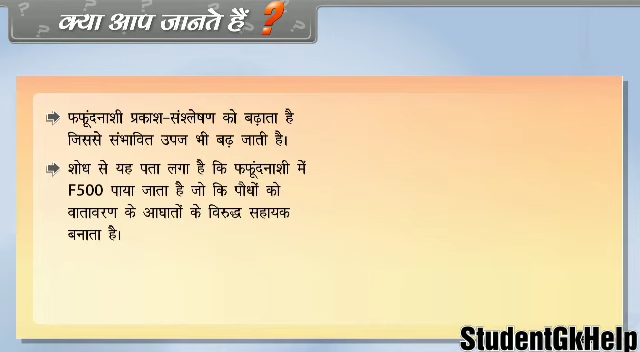 क्या आप जानते हैं ?
फफूंदनाशी प्रकाश-संश्लेषण को बढ़ाता है
जिससे संभावित उपज भी बढ़ जाती है।
शोध से यह पता लगा है कि फफूंदनाशी में
F500 पाया जाता है जो कि पौधों को
वातावरण के आघातों के विरुद्ध सहायक
बनाता है।
StudentGkHelp